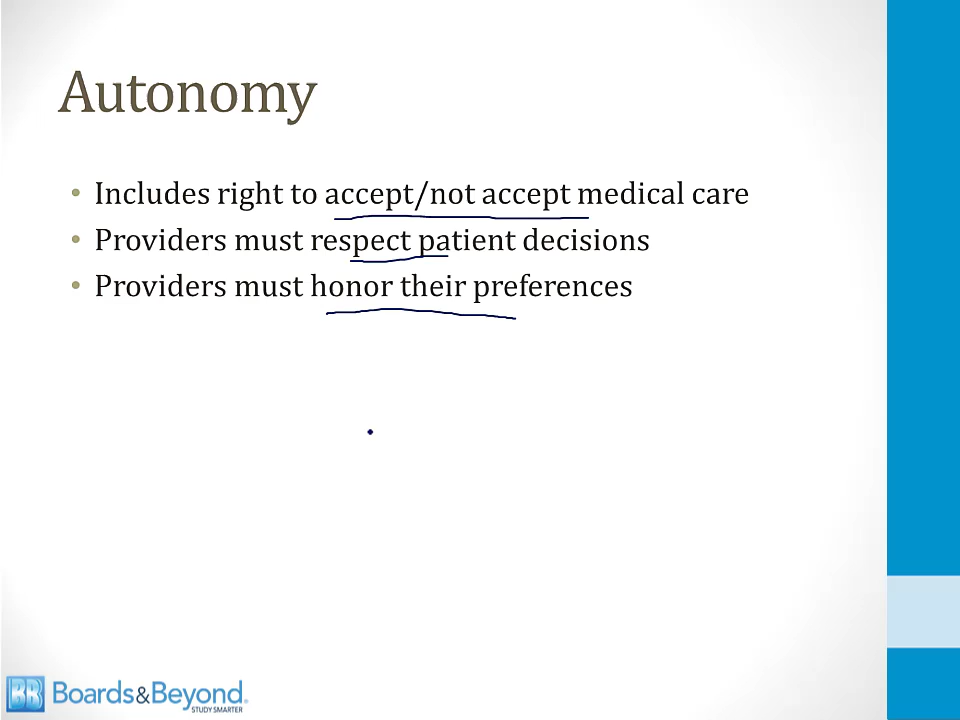 Autonomy
• Includes right to accept/not accept medical care
• Providers must respect patient decisions
• Providers must honor their preferences
BB Boards&Beyond.
STUDY SMARTER